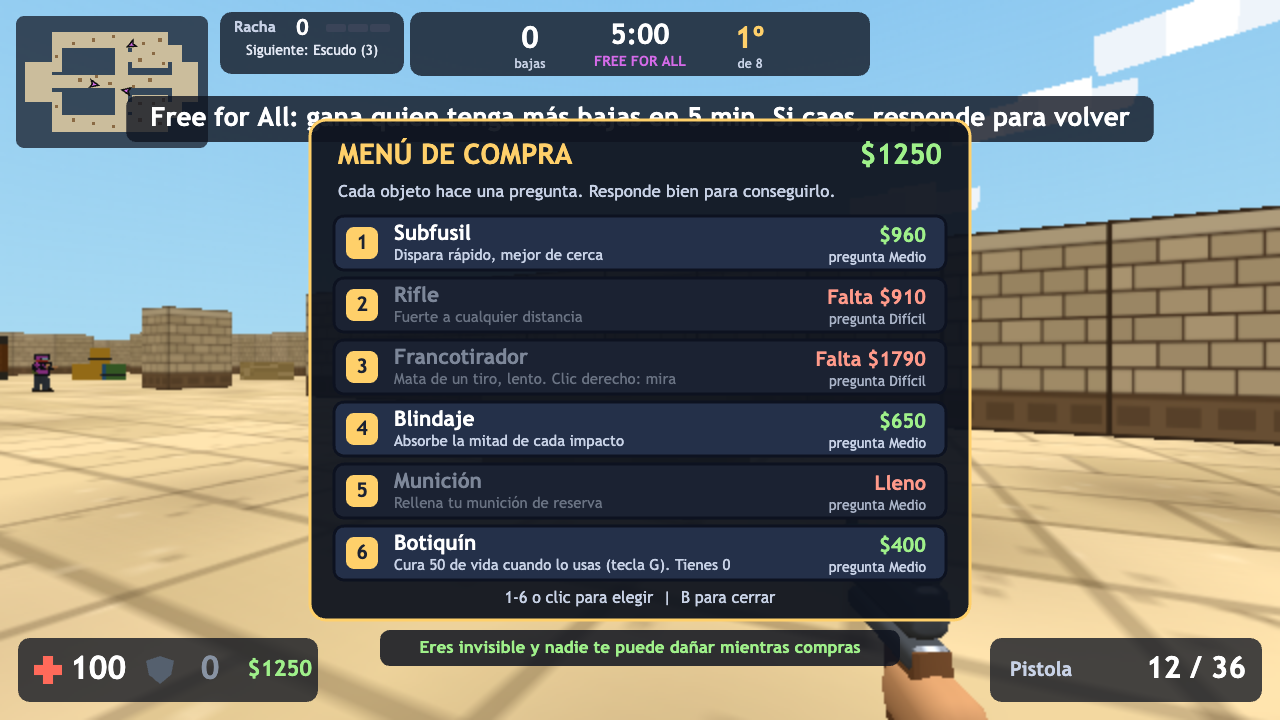 Racha 0
Siguiente: Escudo (3)
0
bajas
5:00
FREE FOR ALL
1º
de 8
Free for All: gana quien tenga más bajas en 5 min. Si caes, responde para volver
MENÚ DE COMPRA $1250
Cada objeto hace una pregunta. Responde bien para conseguirlo.
1 Subfusil $960
Dispara rápido, mejor de cerca pregunta Medio
2 Rifle Falta $910
Fuerte a cualquier distancia pregunta Difícil
3 Francotirador Falta $1790
Mata de un tiro, lento. Clic derecho: mira pregunta Difícil
4 Blindaje $650
Absorbe la mitad de cada impacto pregunta Medio
5 Munición Lleno
Rellena tu munición de reserva pregunta Medio
6 Botiquín $400
Cura 50 de vida cuando lo usas (tecla G). Tienes 0 pregunta Medio
1-6 o clic para elegir | B para cerrar
Eres invisible y nadie te puede dañar mientras compras
100 0 $1250
Pistola 12 / 36